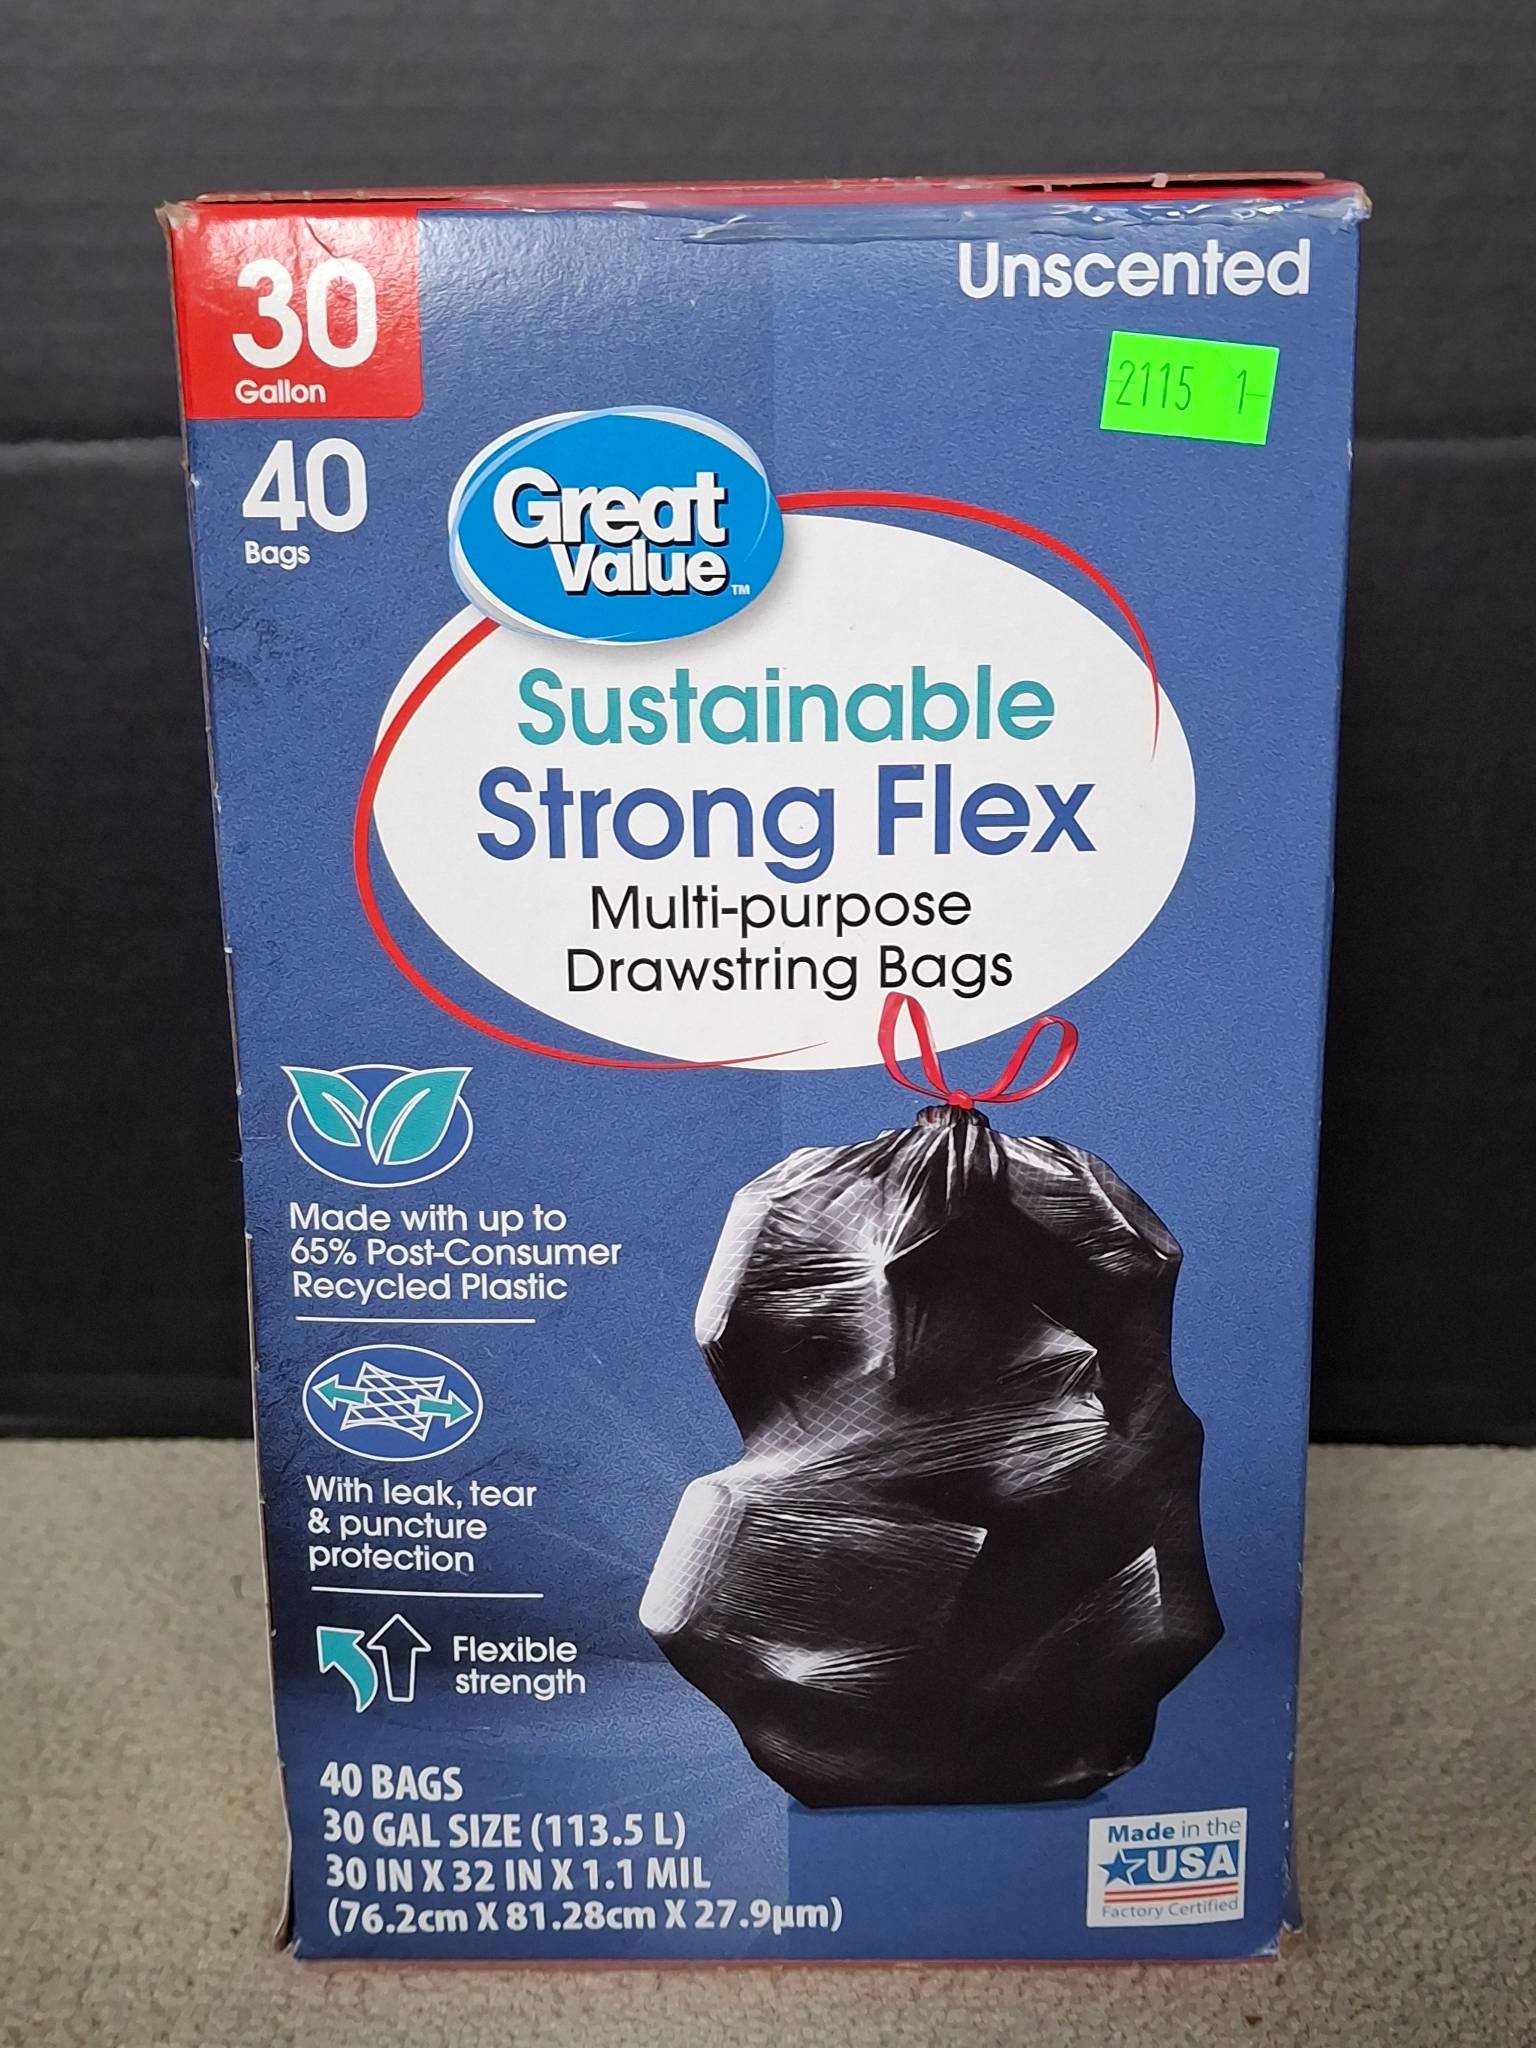 30
Gallon
40
Bags
Unscented
2115 1-
Great
Value™
Sustainable
Strong Flex
Multi-purpose
Drawstring Bags
Made with up to
65% Post-Consumer
Recycled Plastic
With leak, tear
& puncture
protection
Flexible
strength
40 BAGS
30 GAL SIZE (113.5 L)
30 IN X 32 IN X 1.1 MIL
(76.2cm X 81.28cm X 27.9µm)
Made in the
USA
Factory Certified